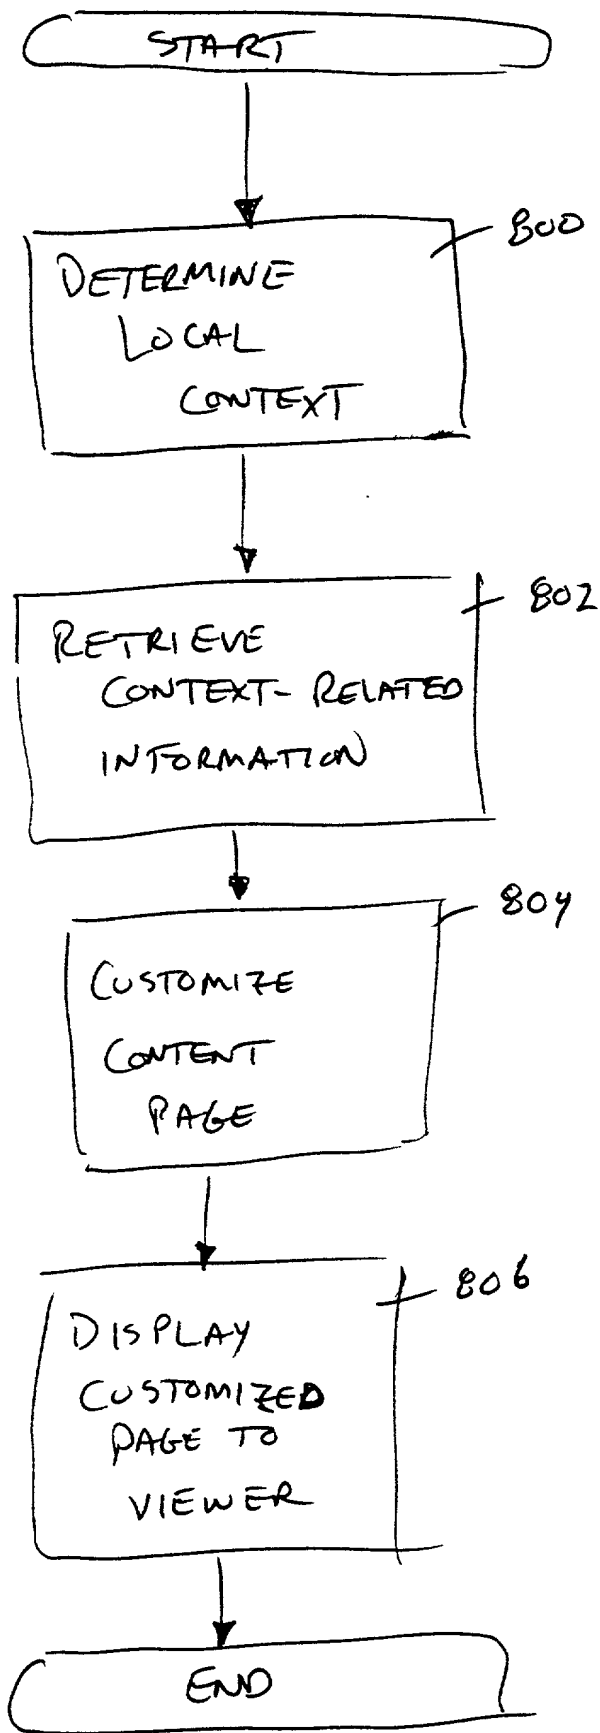 START
800
DETERMINE
LOCAL
CONTEXT
802
RETRIEVE
CONTEXT-RELATED
INFORMATION
804
CUSTOMIZE
CONTENT
PAGE
806
DISPLAY
CUSTOMIZED
PAGE TO
VIEWER
END